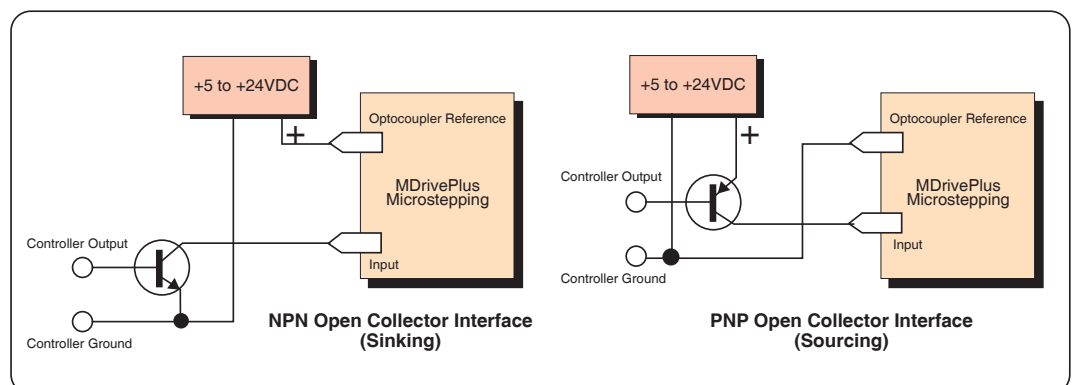 +5 to +24VDC
+
Optocoupler Reference
MDrivePlus
Microstepping
Controller Output
Input
Controller Ground
NPN Open Collector Interface
(Sinking)
+5 to +24VDC
+
Optocoupler Reference
Controller Output
MDrivePlus
Microstepping
Input
Controller Ground
PNP Open Collector Interface
(Sourcing)